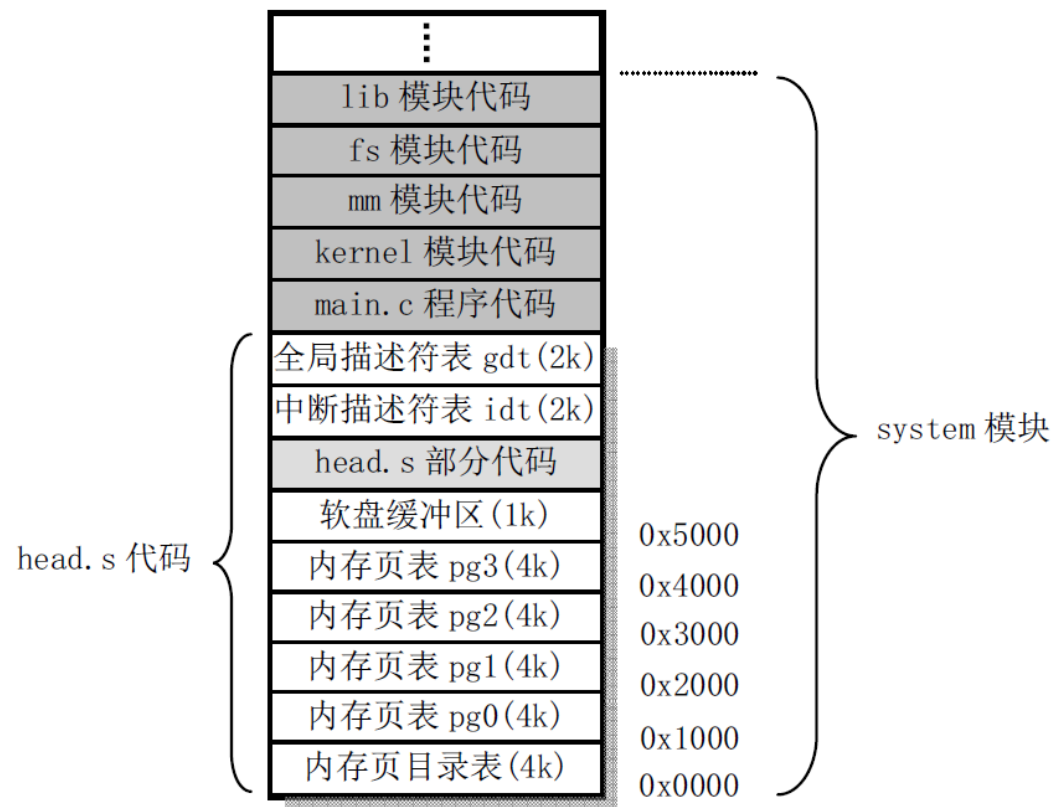 lib 模块代码
fs 模块代码
mm 模块代码
kernel 模块代码
main.c 程序代码
全局描述符表 gdt(2k)
中断描述符表 idt(2k)
head.s 部分代码
软盘缓冲区(1k)
内存页表 pg3(4k)
内存页表 pg2(4k)
内存页表 pg1(4k)
内存页表 pg0(4k)
内存页目录表(4k)
head.s 代码
0x5000
0x4000
0x3000
0x2000
0x1000
0x0000
system 模块